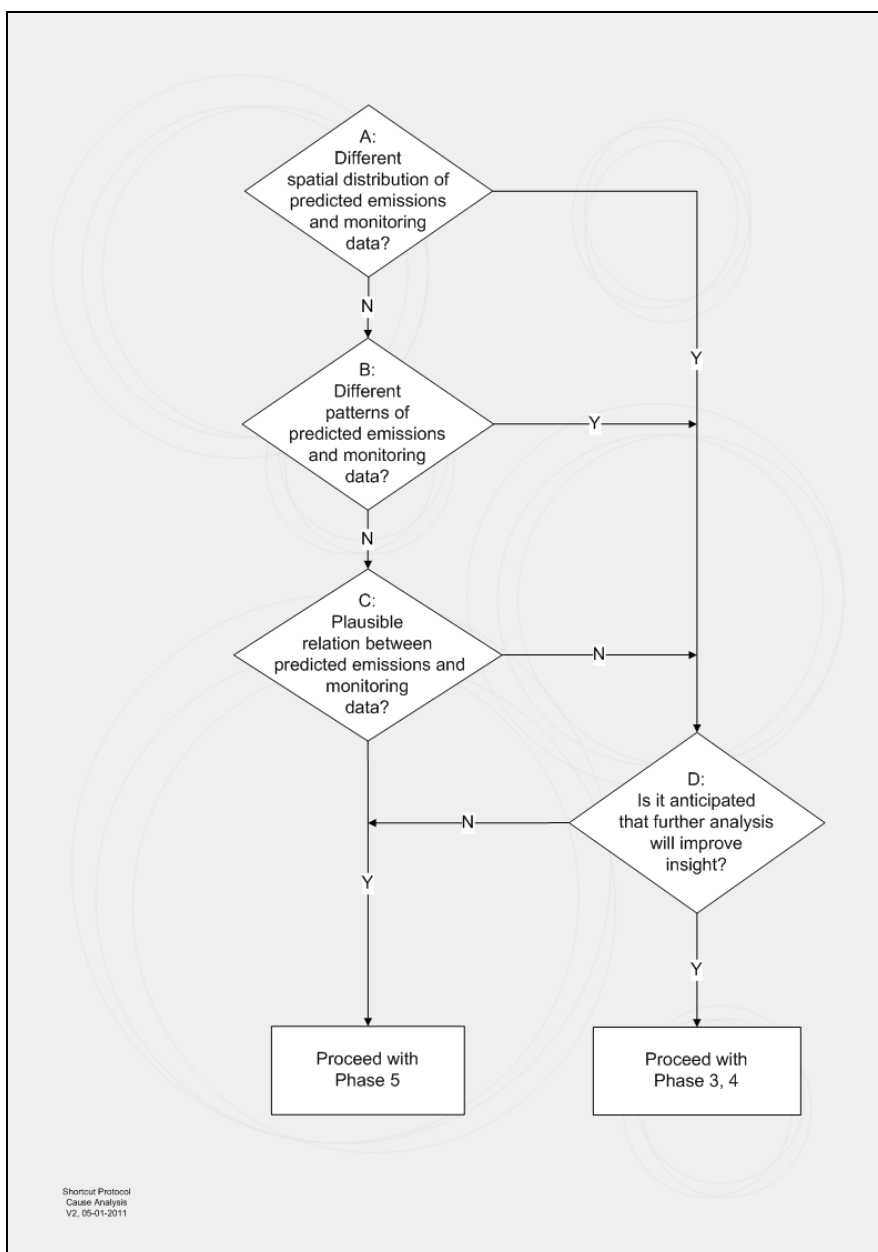 A:
Different
spatial distribution of
predicted emissions
and monitoring
data?
N
Y
B:
Different
patterns of
predicted emissions
and monitoring
data?
Y
N
C:
Plausible
relation between
predicted emissions and
monitoring
data?
N
D:
Is it anticipated
that further analysis
will improve
insight?
N
Y
Y
Proceed with
Phase 5
Proceed with
Phase 3, 4
Shortcut Protocol
Cause Analysis
V2, 05-01-2011